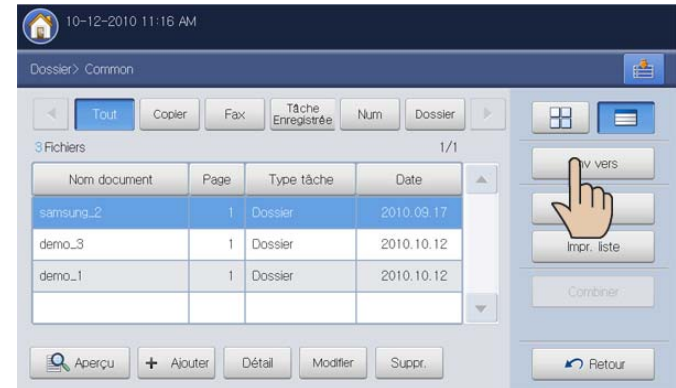 10-12-2010 11:16 AM
Dossier> Common
Tout Copier Fax Tâche Enregistrée Num Dossier
3 Fichiers 1/1
nv vers
Nom document Page Type tâche Date
samsung_2 1 Dossier 2010.09.17
demo_3 1 Dossier 2010.10.12
Impr. liste
demo_1 1 Dossier 2010.10.12
Combiner
Aperçu + Ajouter Détail Modifier Suppr. Retour